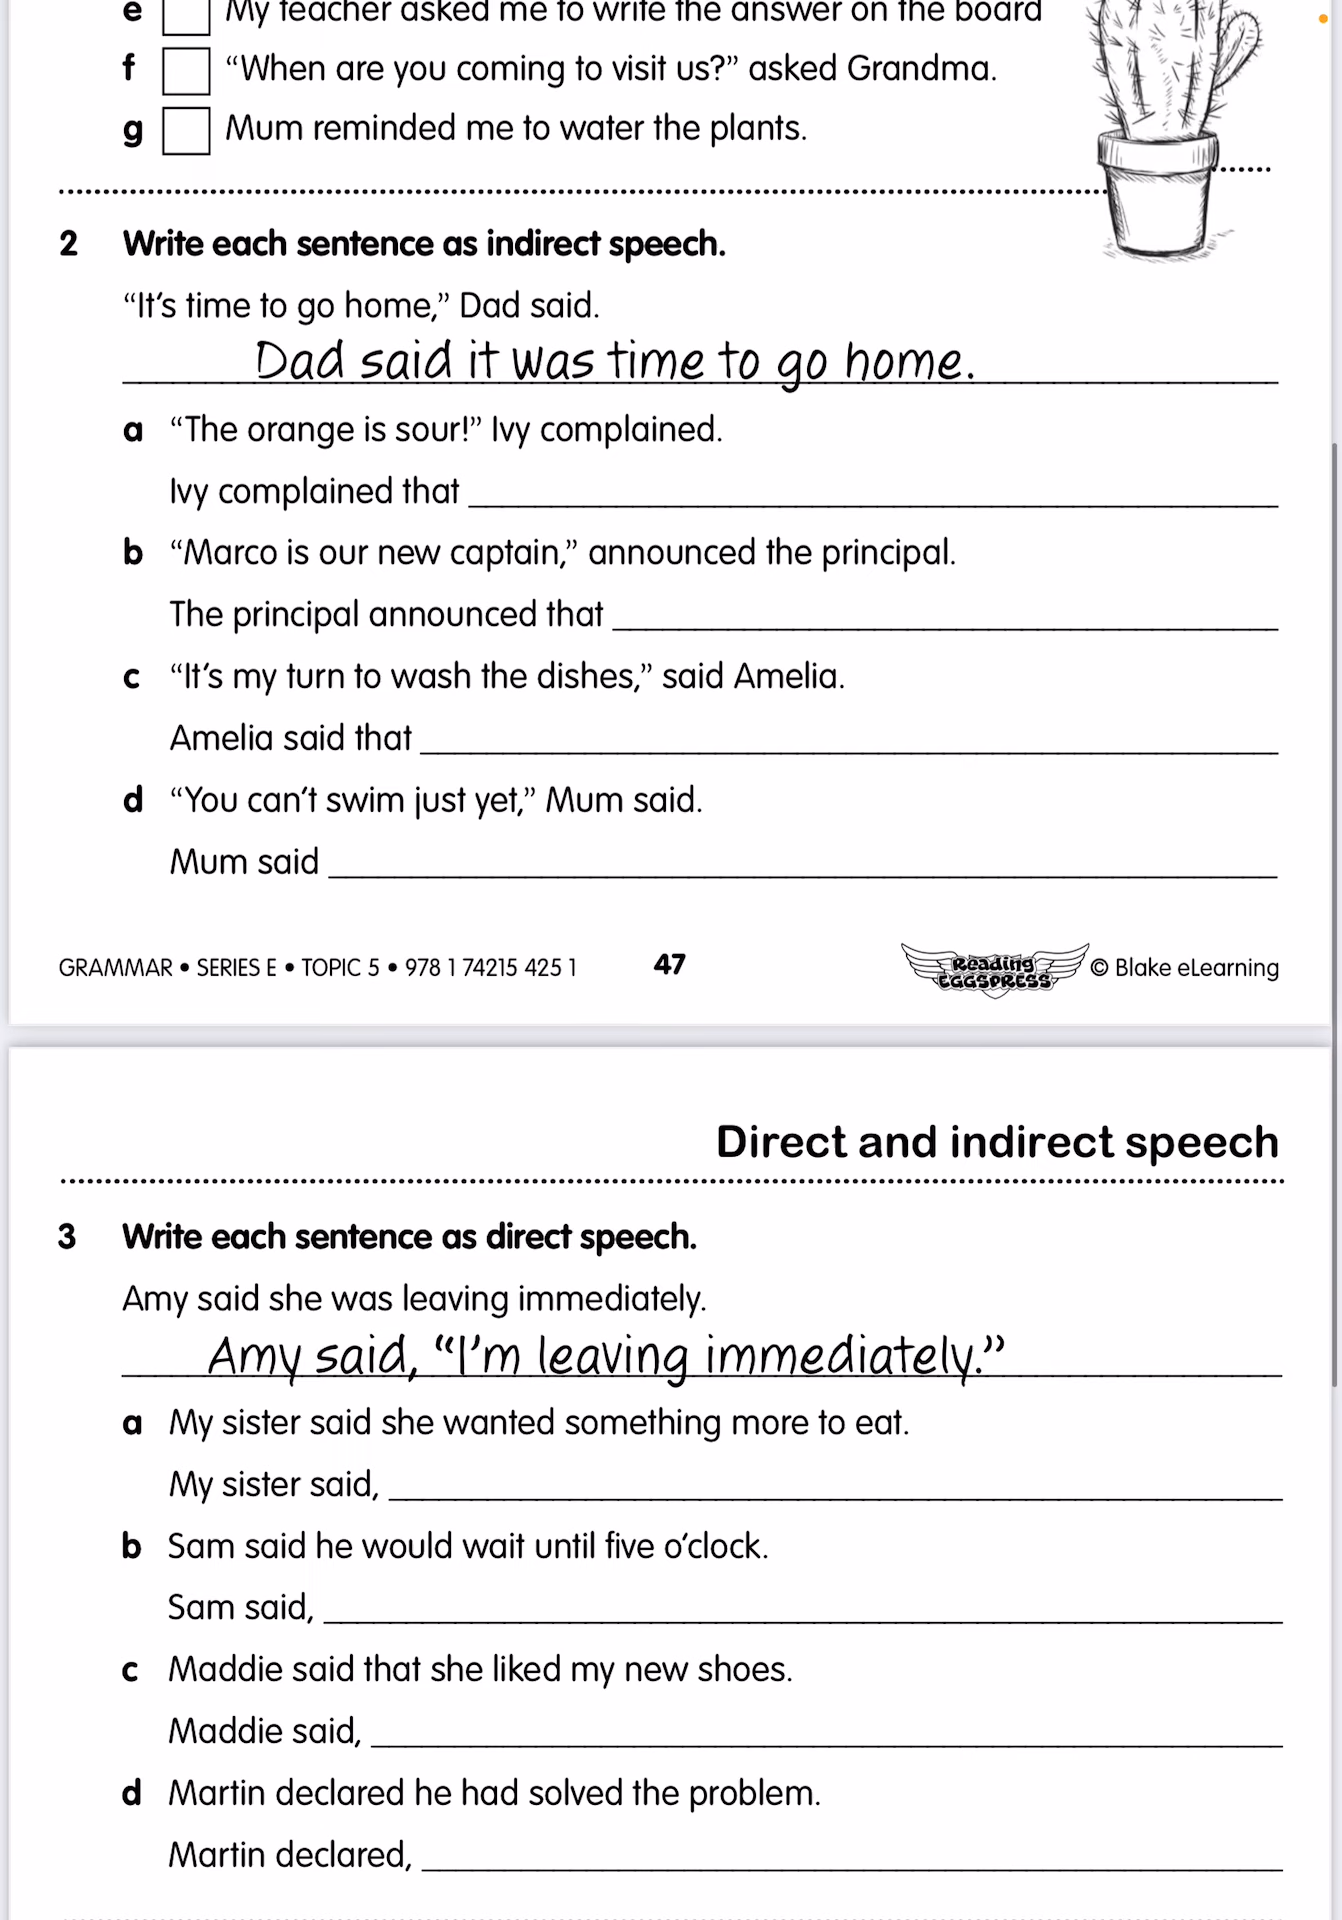 e My teacher asked me to write the answer on the board
f “When are you coming to visit us?” asked Grandma.
g Mum reminded me to water the plants.
2 Write each sentence as indirect speech.
“It’s time to go home,” Dad said.
Dad said it was time to go home.
a “The orange is sour!” Ivy complained.
Ivy complained that
b “Marco is our new captain,” announced the principal.
The principal announced that
c “It’s my turn to wash the dishes,” said Amelia.
Amelia said that
d “You can’t swim just yet,” Mum said.
Mum said
GRAMMAR • SERIES E • TOPIC 5 • 978 1 74215 425 1 47 Reading EGGSPRESS © Blake eLearning
Direct and indirect speech
3 Write each sentence as direct speech.
Amy said she was leaving immediately.
Amy said, “I’m leaving immediately.”
a My sister said she wanted something more to eat.
My sister said,
b Sam said he would wait until five o’clock.
Sam said,
c Maddie said that she liked my new shoes.
Maddie said,
d Martin declared he had solved the problem.
Martin declared,